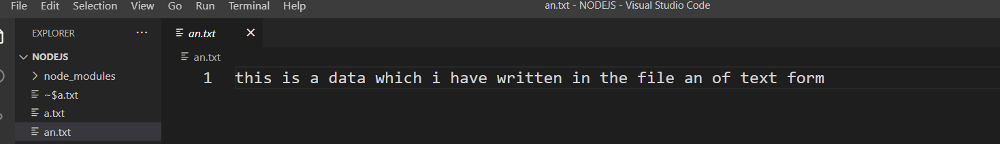 File Edit Selection View Go Run Terminal Help an.txt - NODEJS - Visual Studio Code
EXPLORER ··· an.txt ×
NODEJS an.txt
node_modules 1 this is a data which i have written in the file an of text form
~$a.txt
a.txt
an.txt